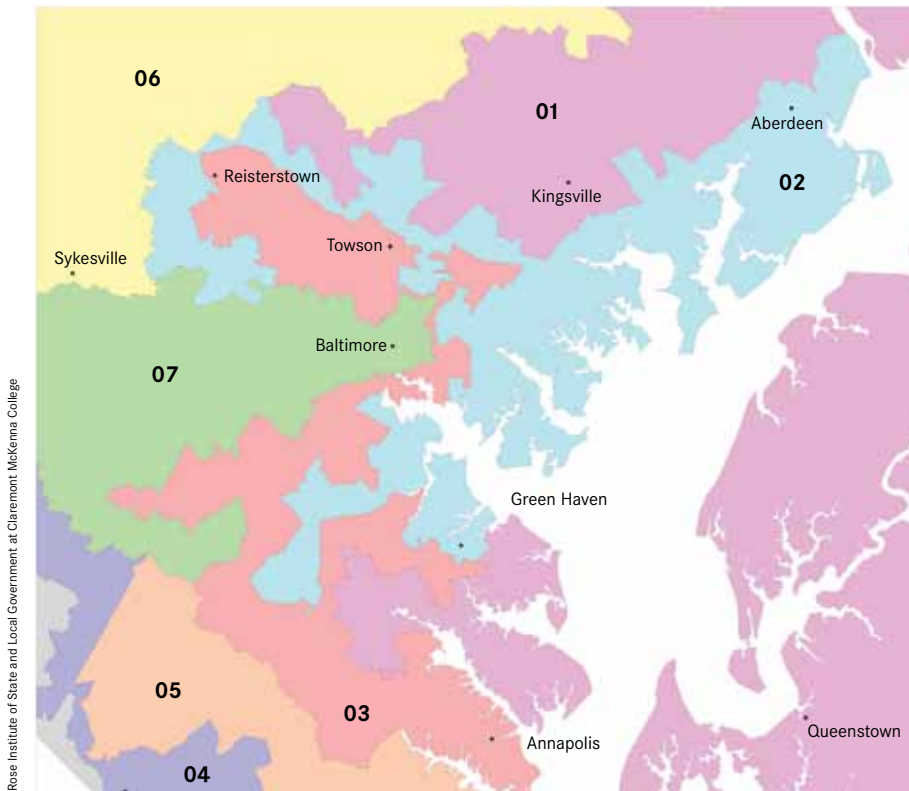 06
01
Aberdeen
02
Reisterstown
Kingsville
Towson
Sykesville
Baltimore
07
Green Haven
05
03
Queenstown
Annapolis
04
Rose Institute of State and Local Government at Claremont McKenna College